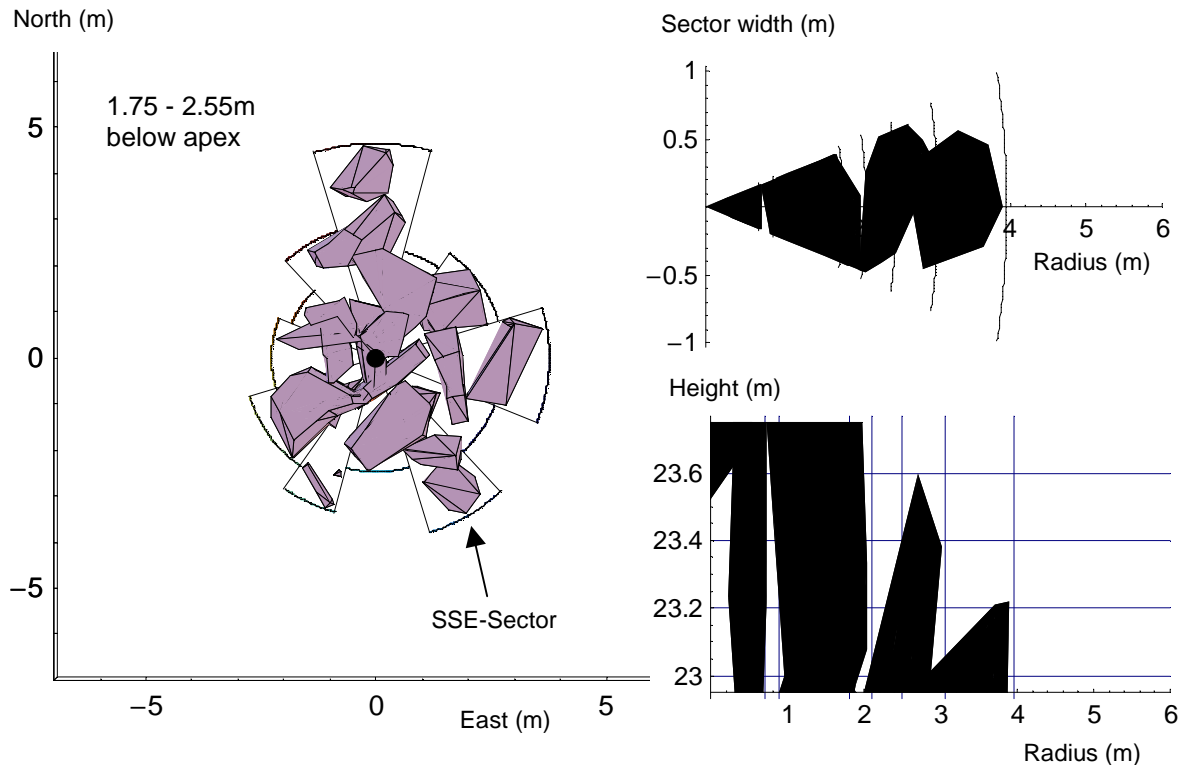 North (m)
1.75 - 2.55m
below apex
5
0
−5
−5
0
5
East (m)
SSE-Sector
Sector width (m)
1
0.5
0
−0.5
−1
4
5
6
Radius (m)
Height (m)
23.6
23.4
23.2
23
1
2
3
4
5
6
Radius (m)